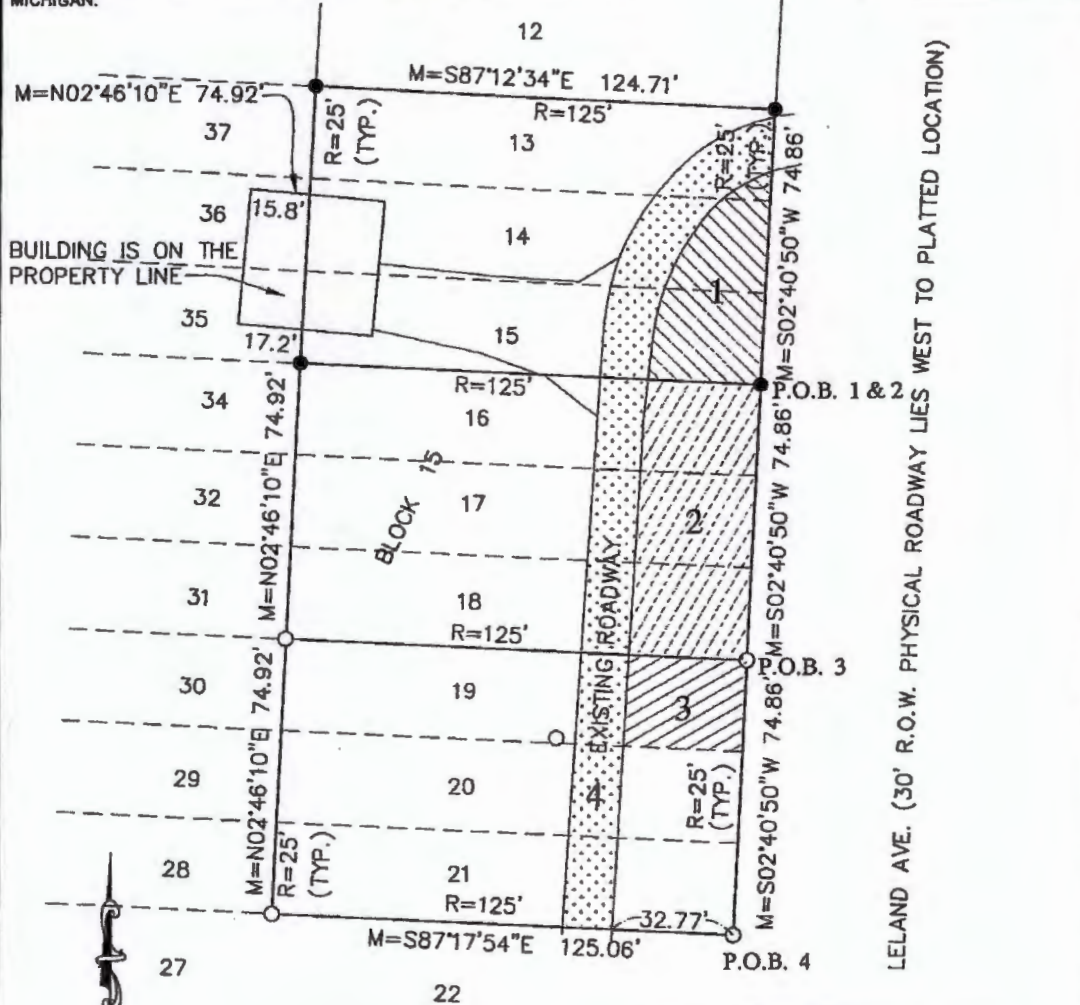 MICHIGAN.
12
M=S87°12'34"E 124.71'
M=N02°46'10"E 74.92'
R=125'
37
R=25'
(TYP.)
13
R=25'
(TYP.)
M=S02°40'50"W 74.86'
36
15.8'
14
BUILDING IS ON THE
PROPERTY LINE
1
35
15
17.2'
R=125'
P.O.B. 1 & 2
34
16
M=N02°46'10"E 74.92'
BLOCK 15
32
17
2
M=S02°40'50"W 74.86'
31
18
R=125'
P.O.B. 3
30
19
3
EXISTING ROADWAY
M=N02°46'10"E 74.92'
29
20
4
R=25'
(TYP.)
M=S02°40'50"W 74.86'
28
R=25'
(TYP.)
21
R=125'
32.77'
M=S87°17'54"E 125.06'
P.O.B. 4
27
22
LELAND AVE. (30' R.O.W. PHYSICAL ROADWAY LIES WEST TO PLATTED LOCATION)